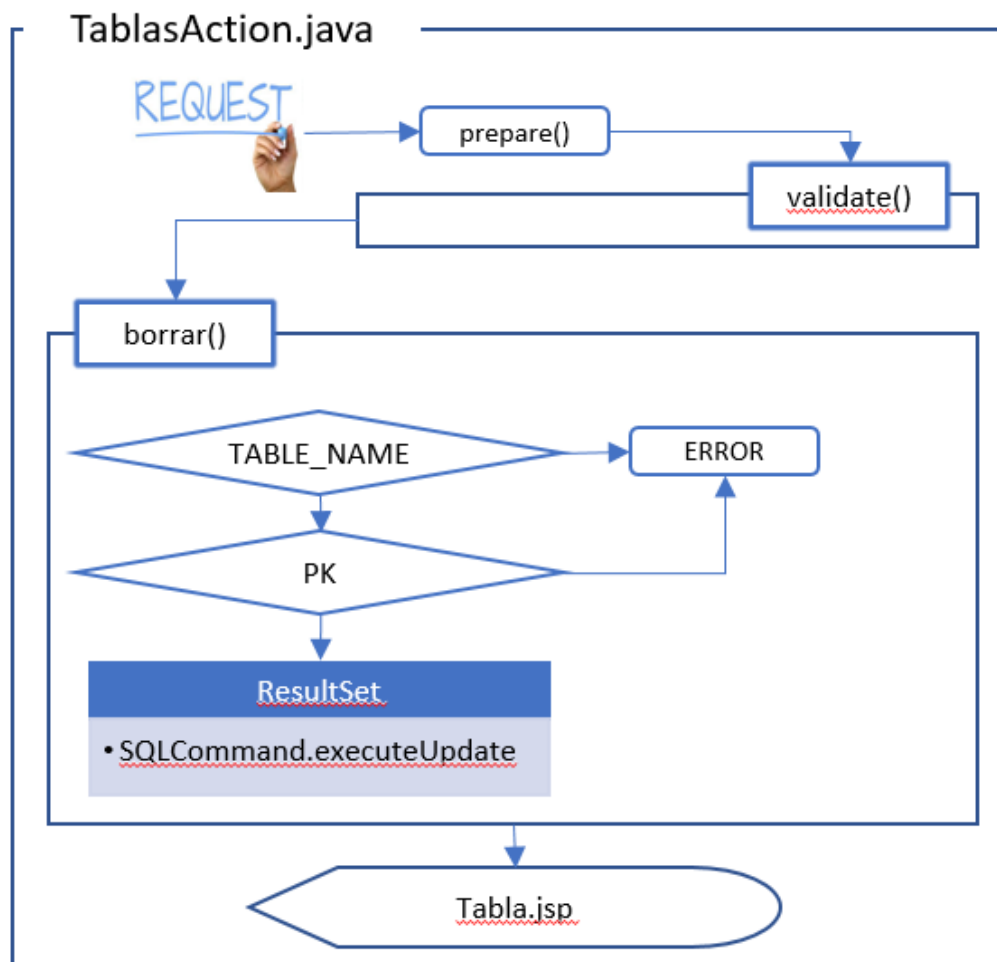 TablasAction.java
REQUEST
prepare()
validate()
borrar()
TABLE_NAME
ERROR
PK
ResultSet
• SQLCommand.executeUpdate
Tabla.jsp